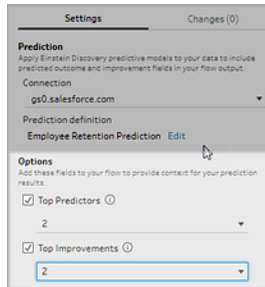 Settings
Changes (0)
Prediction
Apply Einstein Discovery predictive models to your data to include
predicted outcome and improvement fields in your flow output.
Connection
gs0.salesforce.com
Prediction definition
Employee Retention Prediction Edit
Options
Add these fields to your flow to provide context for your prediction
results.
Top Predictors
2
Top Improvements
2